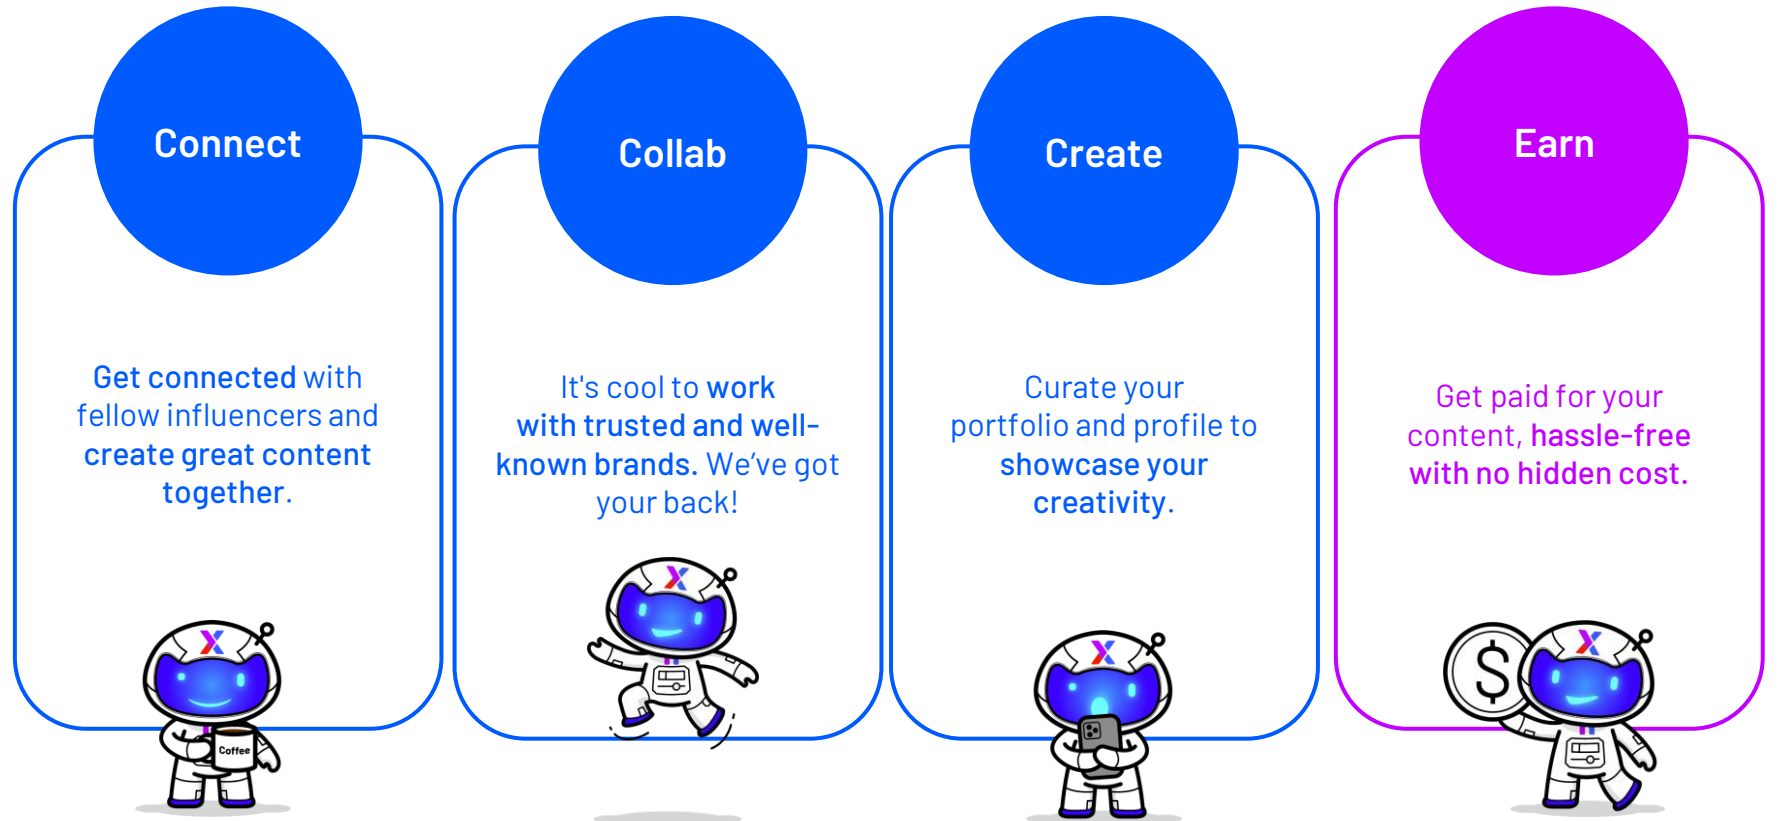 Connect
Get connected with
fellow influencers and
create great content
together.
Coffee
Collab
It's cool to work
with trusted and well-
known brands. We’ve got
your back!
Create
Curate your
portfolio and profile to
showcase your
creativity.
Earn
Get paid for your
content, hassle-free
with no hidden cost.
$